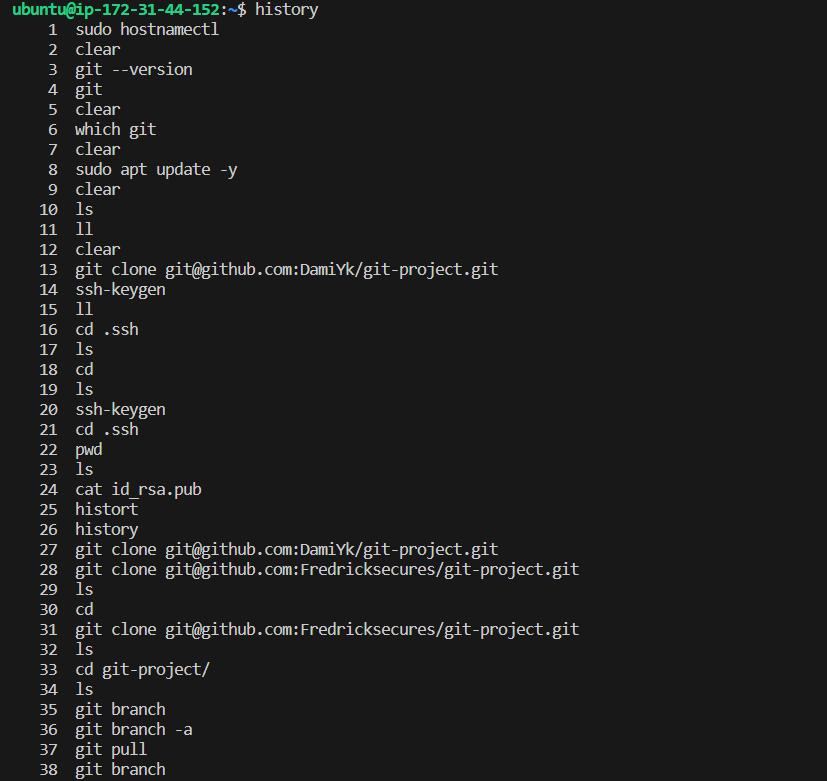 ubuntu@ip-172-31-44-152:~$ history
1 sudo hostnamectl
2 clear
3 git --version
4 git
5 clear
6 which git
7 clear
8 sudo apt update -y
9 clear
10 ls
11 ll
12 clear
13 git clone git@github.com:DamiYk/git-project.git
14 ssh-keygen
15 ll
16 cd .ssh
17 ls
18 cd
19 ls
20 ssh-keygen
21 cd .ssh
22 pwd
23 ls
24 cat id_rsa.pub
25 histort
26 history
27 git clone git@github.com:DamiYk/git-project.git
28 git clone git@github.com:Fredricksecures/git-project.git
29 ls
30 cd
31 git clone git@github.com:Fredricksecures/git-project.git
32 ls
33 cd git-project/
34 ls
35 git branch
36 git branch -a
37 git pull
38 git branch